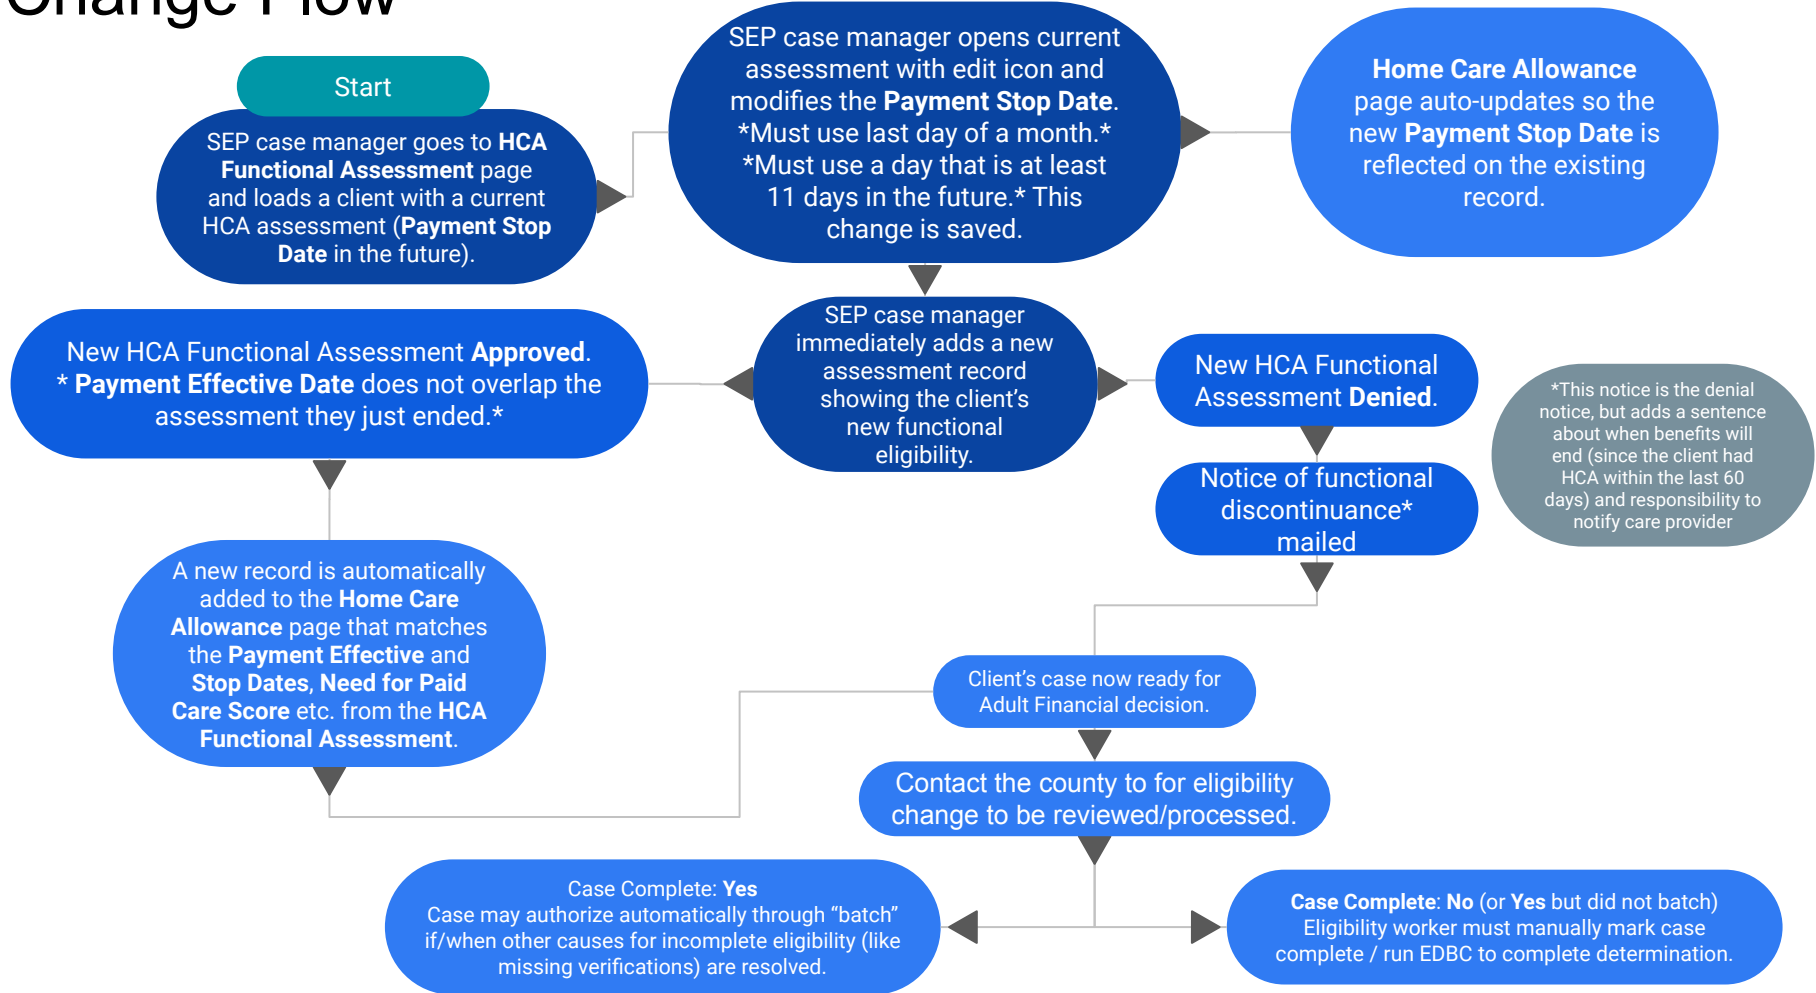 Change Flow
Start
SEP case manager goes to HCA
Functional Assessment page
and loads a client with a current
HCA assessment (Payment Stop
Date in the future).
SEP case manager opens current
assessment with edit icon and
modifies the Payment Stop Date.
*Must use last day of a month.*
*Must use a day that is at least
11 days in the future.* This
change is saved.
Home Care Allowance
page auto-updates so the
new Payment Stop Date is
reflected on the existing
record.
SEP case manager
immediately adds a new
assessment record
showing the client's
new functional
eligibility.
New HCA Functional Assessment Approved.
* Payment Effective Date does not overlap the
assessment they just ended.*
New HCA Functional
Assessment Denied.
Notice of functional
discontinuance*
mailed
*This notice is the denial
notice, but adds a sentence
about when benefits will
end (since the client had
HCA within the last 60
days) and responsibility to
notify care provider
A new record is automatically
added to the Home Care
Allowance page that matches
the Payment Effective and
Stop Dates, Need for Paid
Care Score etc. from the HCA
Functional Assessment.
Client's case now ready for
Adult Financial decision.
Contact the county to for eligibility
change to be reviewed/processed.
Case Complete: Yes
Case may authorize automatically through “batch”
if/when other causes for incomplete eligibility (like
missing verifications) are resolved.
Case Complete: No (or Yes but did not batch)
Eligibility worker must manually mark case
complete / run EDBC to complete determination.